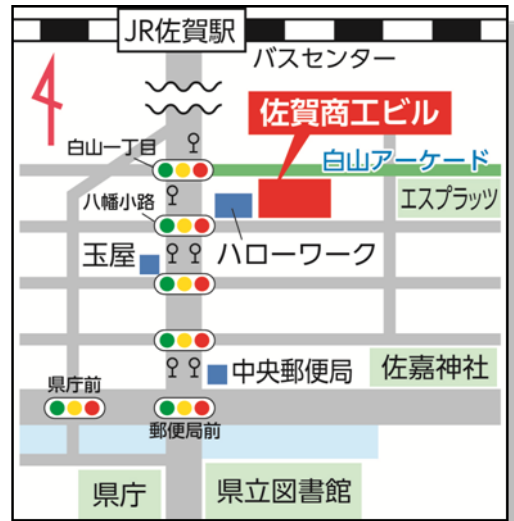 JR佐賀駅
バスセンター
佐賀商工ビル
白山一丁目
白山アーケード
八幡小路
エスプラッツ
玉屋
ハローワーク
中央郵便局
佐嘉神社
県庁前
郵便局前
県庁
県立図書館